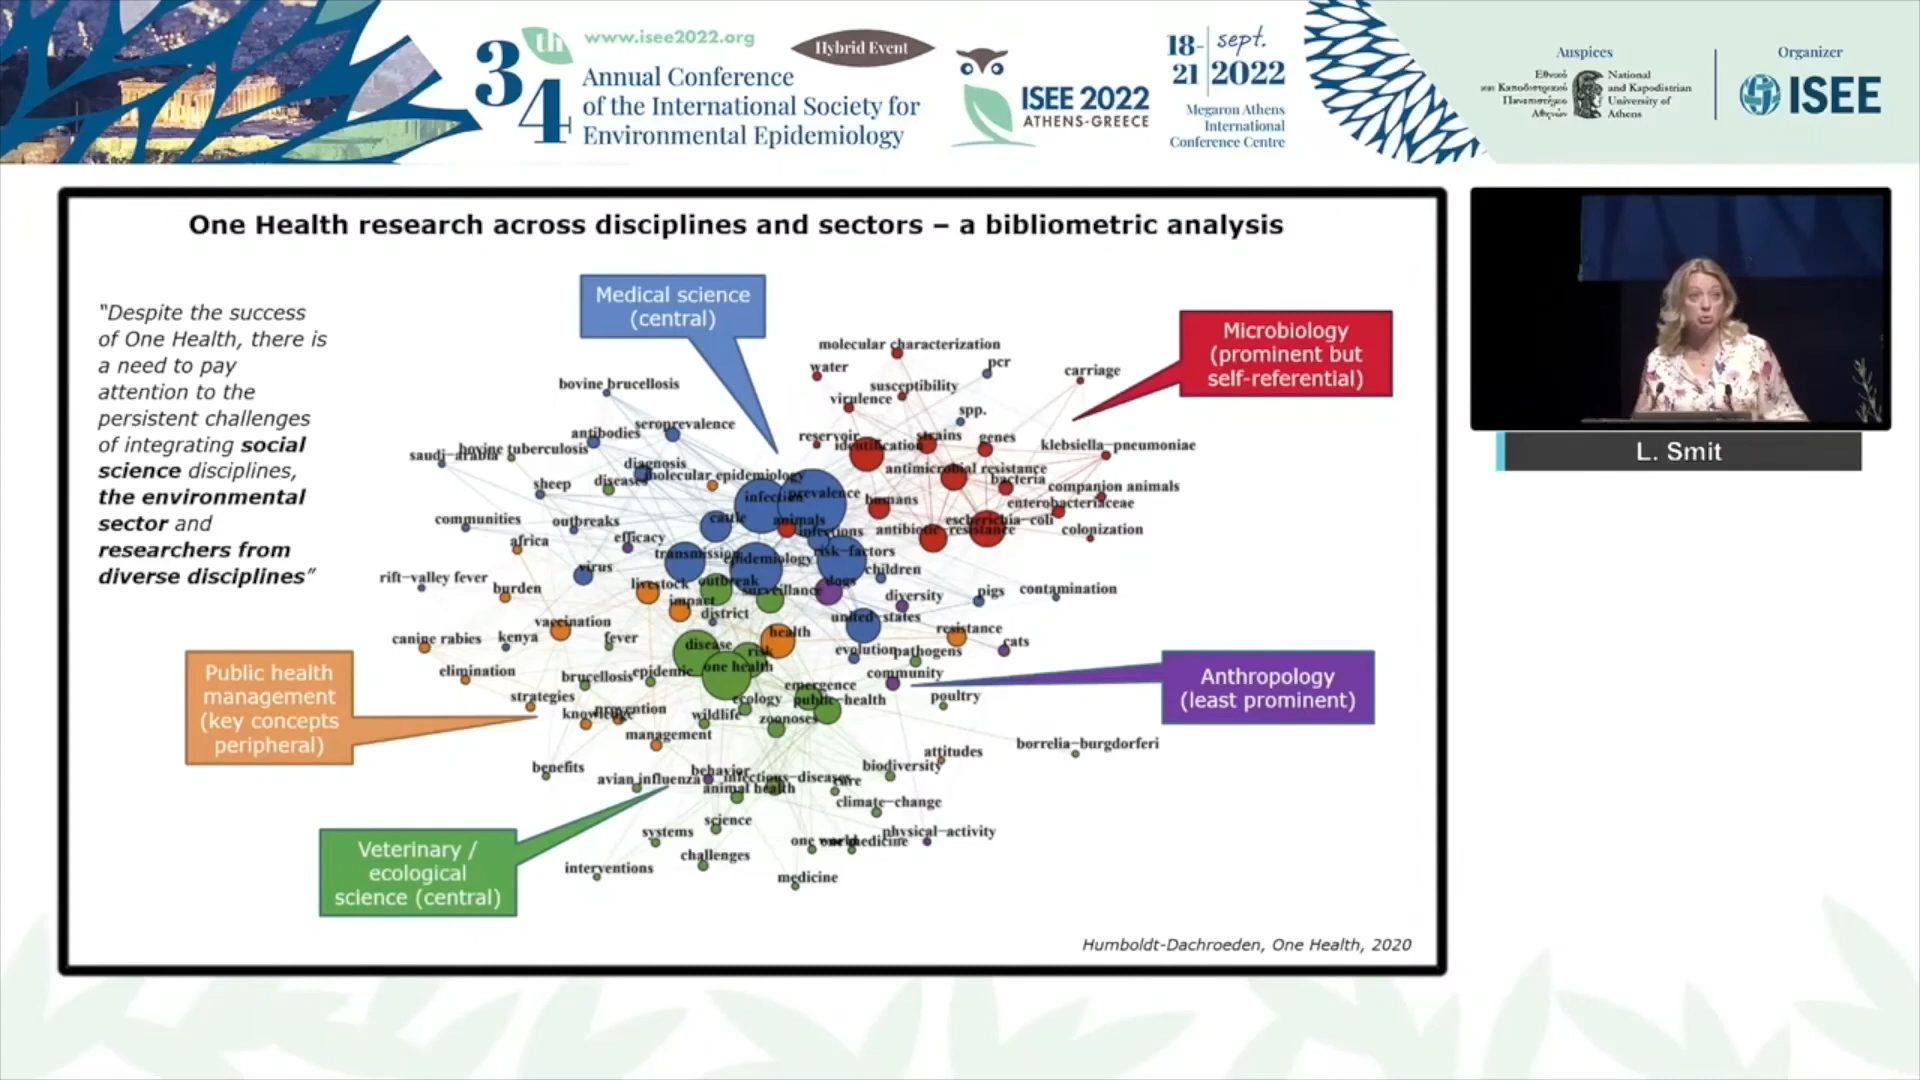 34th
www.isee2022.org
Hybrid Event
Annual Conference
of the International Society for
Environmental Epidemiology
ISEE 2022
ATHENS-GREECE
18-21 sept. 2022
Megaron Athens
International
Conference Centre
Auspices
Εθνικό
και Καποδιστριακό
Πανεπιστήμιο
Αθηνών
National
and Kapodistrian
University of
Athens
Organizer
ISEE
One Health research across disciplines and sectors – a bibliometric analysis
“Despite the success
of One Health, there is
a need to pay
attention to the
persistent challenges
of integrating social
science disciplines,
the environmental
sector and
researchers from
diverse disciplines”
Medical science
(central)
Microbiology
(prominent but
self-referential)
Public health
management
(key concepts
peripheral)
Anthropology
(least prominent)
Veterinary /
ecological
science (central)
molecular characterization
water
pcr
carriage
bovine brucellosis
susceptibility
virulence
spp.
seroprevalence
antibodies
reservoir
identification
strains
genes
klebsiella-pneumoniae
bovine tuberculosis
saudi-arabia
diagnosis
molecular epidemiology
antimicrobial resistance
bacteria
companion animals
sheep
diseases
infection
prevalence
humans
enterobacteriaceae
communities
outbreaks
cattle
animals
infections
antibiotic-resistance
escherichia-coli
colonization
africa
efficacy
transmission
epidemiology
risk-factors
children
virus
rift-valley fever
burden
livestock
outbreak
surveillance
dogs
diversity
pigs
contamination
impact
district
united-states
vaccination
resistance
canine rabies
kenya
fever
disease
risk
health
evolution
pathogens
cats
elimination
brucellosis
epidemic
one health
community
strategies
emergence
public-health
poultry
ecology
knowledge
prevention
wildlife
zoonoses
management
attitudes
borrelia-burgdorferi
benefits
avian influenza
behavior
infectious-diseases
care
biodiversity
animal health
climate-change
science
systems
one world
one medicine
physical-activity
challenges
interventions
medicine
Humboldt-Dachroeden, One Health, 2020
L. Smit